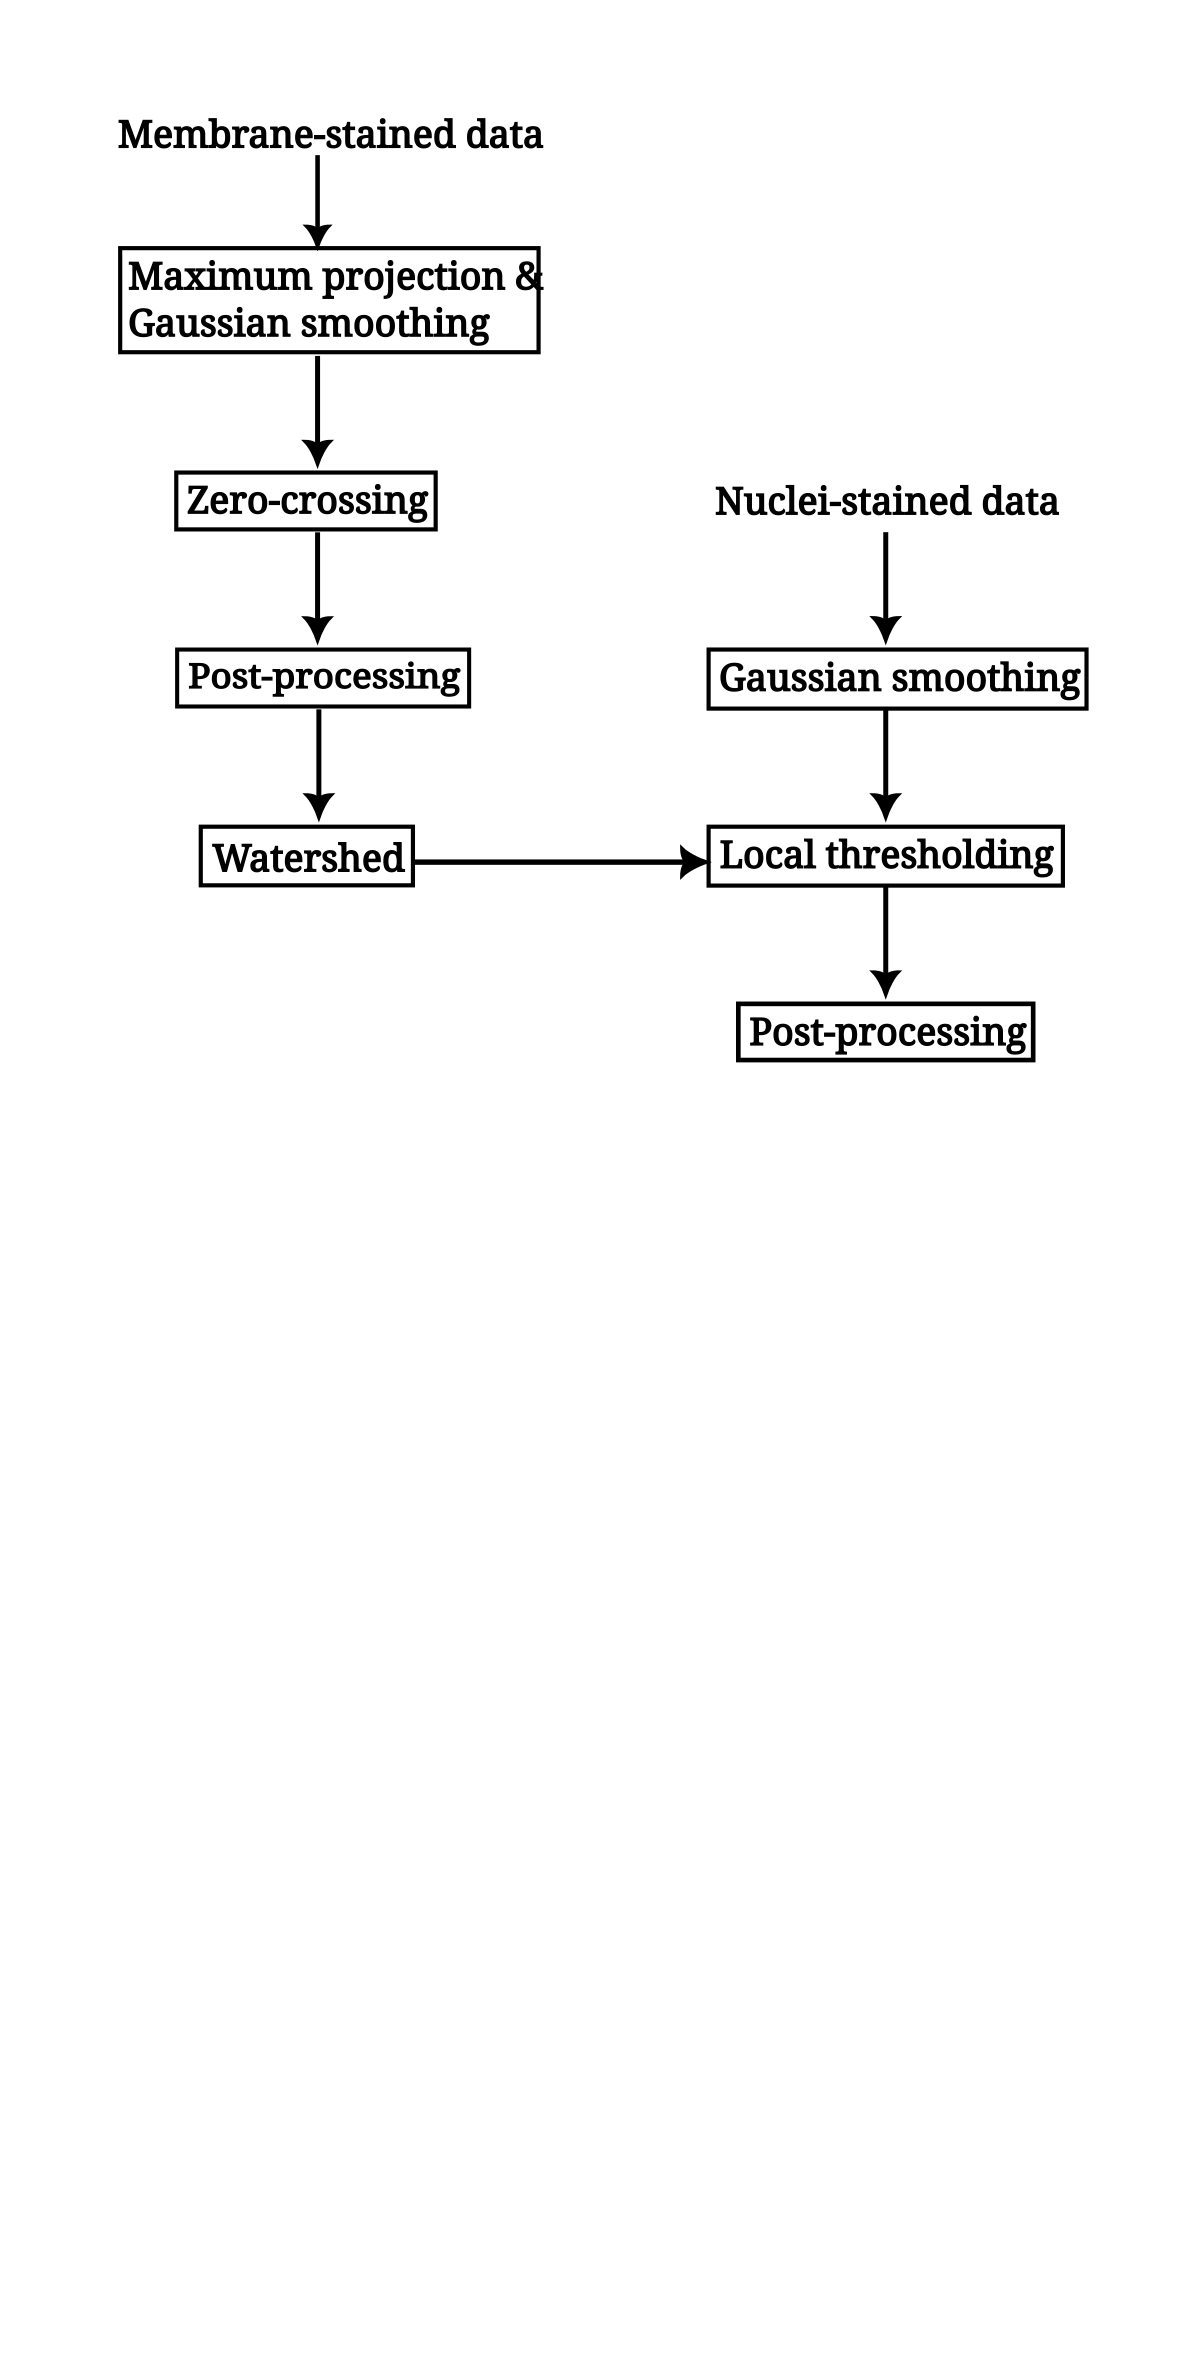 Membrane-stained data
Maximum projection &
Gaussian smoothing
Zero-crossing
Post-processing
Watershed
Nuclei-stained data
Gaussian smoothing
Local thresholding
Post-processing